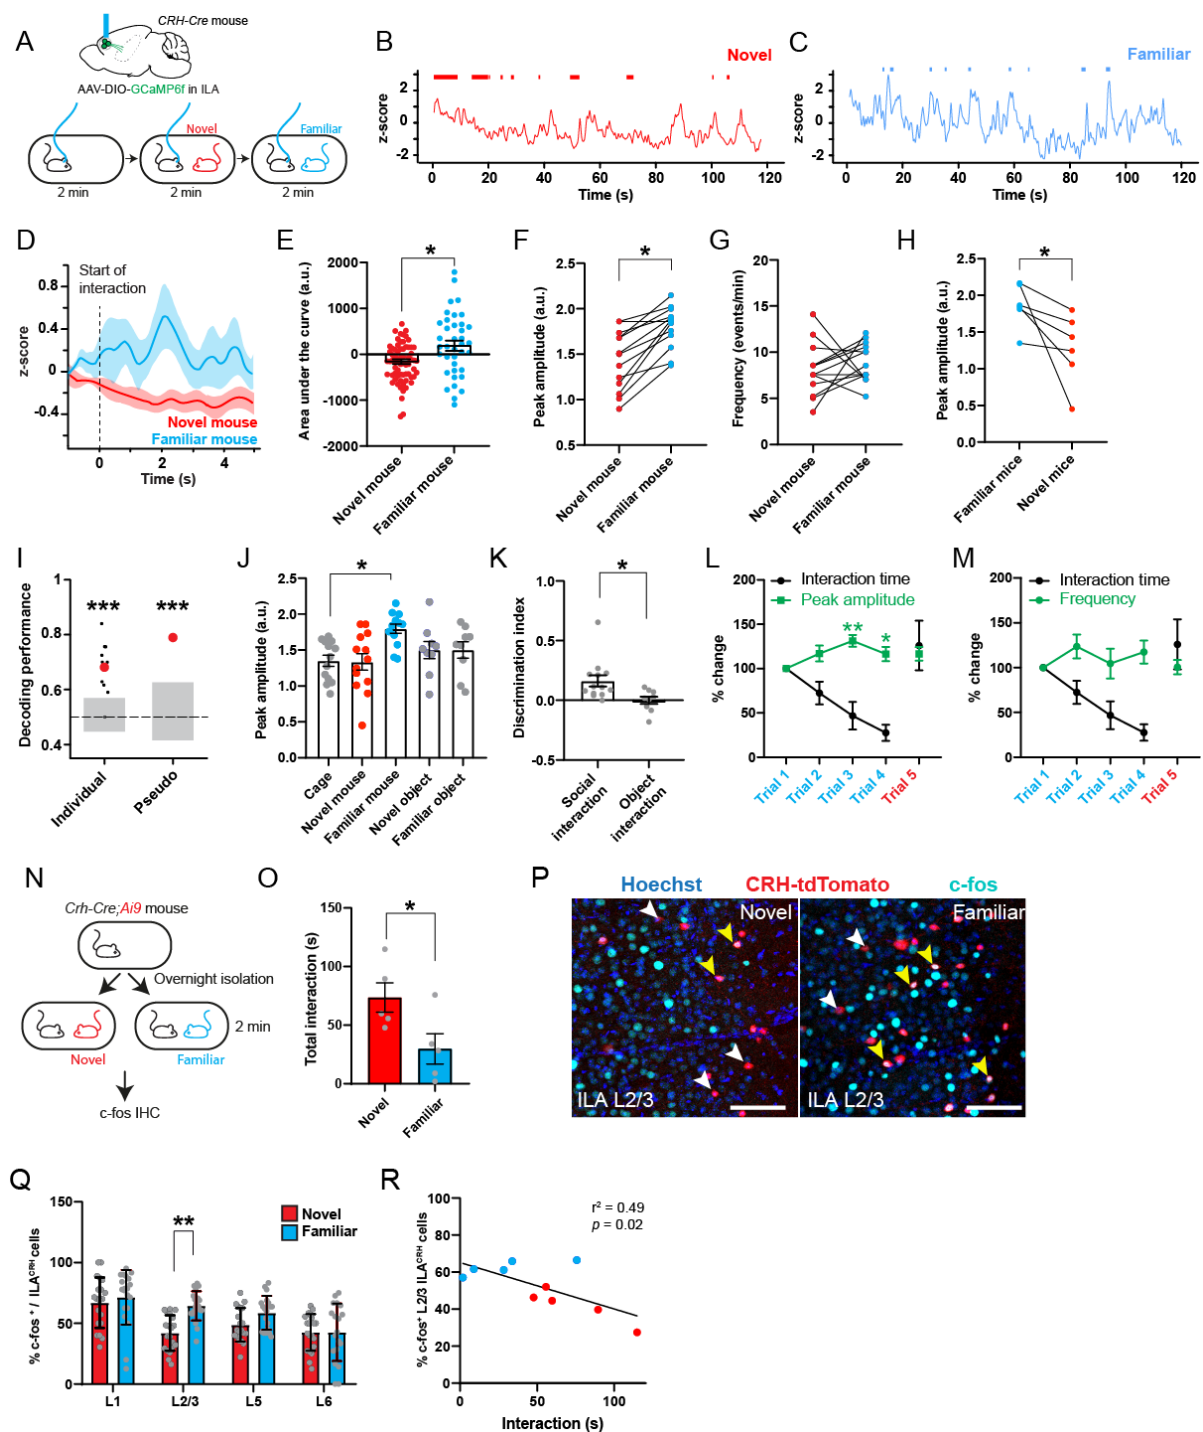 A
CRH-Cre mouse
AAV-DIO-GCaMP6f in ILA
Novel
Familiar
2 min
2 min
2 min
B
Novel
z-score
2
0
-2
0 20 40 60 80 100 120
Time (s)
C
Familiar
z-score
2
0
-2
0 20 40 60 80 100 120
Time (s)
D
Start of
interaction
z-score
0.8
0.4
0
-0.4
Novel mouse
Familiar mouse
0 2 4
Time (s)
E
*
Area under the curve (a.u.)
2000
1000
0
-1000
-2000
Novel mouse
Familiar mouse
F
*
Peak amplitude (a.u.)
2.5
2.0
1.5
1.0
0.5
Novel mouse
Familiar mouse
G
Frequency (events/min)
20
15
10
5
0
Novel mouse
Familiar mouse
H
*
Peak amplitude (a.u.)
2.5
2.0
1.5
1.0
0.5
0.0
Familiar mice
Novel mice
I
*** ***
Decoding performance
1
0.8
0.6
0.4
Individual
Pseudo
J
*
Peak amplitude (a.u.)
2.5
2.0
1.5
1.0
0.5
0.0
Cage
Novel mouse
Familiar mouse
Novel object
Familiar object
K
*
Discrimination index
1.0
0.5
0.0
-0.5
Social
interaction
Object
interaction
L
Interaction time
Peak amplitude
** *
% change
200
150
100
50
0
Trial 1
Trial 2
Trial 3
Trial 4
Trial 5
M
Interaction time
Frequency
% change
200
150
100
50
0
Trial 1
Trial 2
Trial 3
Trial 4
Trial 5
N
Crh-Cre;Ai9 mouse
Overnight isolation
2 min
Novel
Familiar
c-fos IHC
O
*
Total interaction (s)
150
100
50
0
Novel
Familiar
P
Hoechst CRH-tdTomato c-fos
Novel
ILA L2/3
Familiar
ILA L2/3
Q
**
Novel
Familiar
% c-fos + / ILACRH cells
150
100
50
0
L1 L2/3 L5 L6
R
r² = 0.49
p = 0.02
% c-fos+ L2/3 ILACRH cells
100
80
60
40
20
0
0 50 100
Interaction (s)